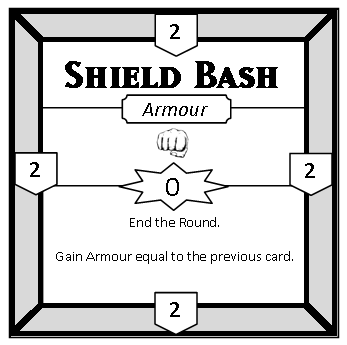 2
SHIELD BASH
Armour
2 2
0
End the Round.
Gain Armour equal to the previous card.
2